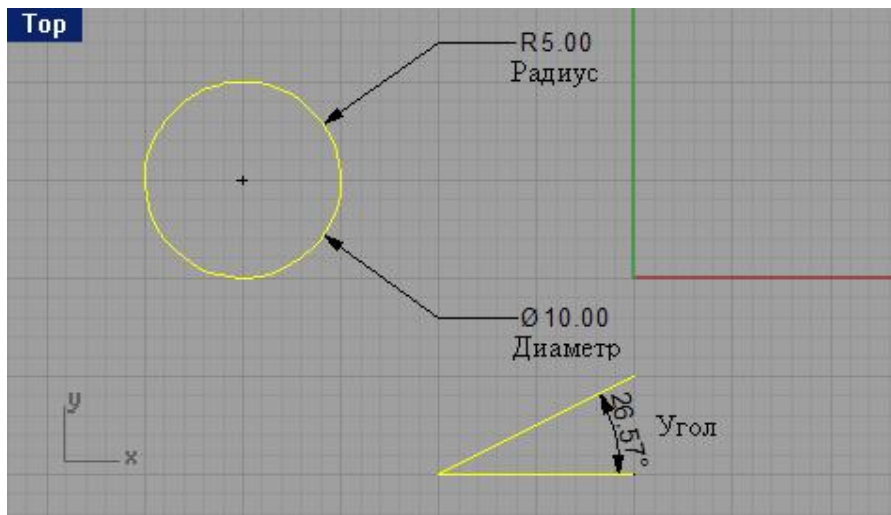 Top
R5.00
Радиус
Ø10.00
Диаметр
26.57°
Угол
y
x